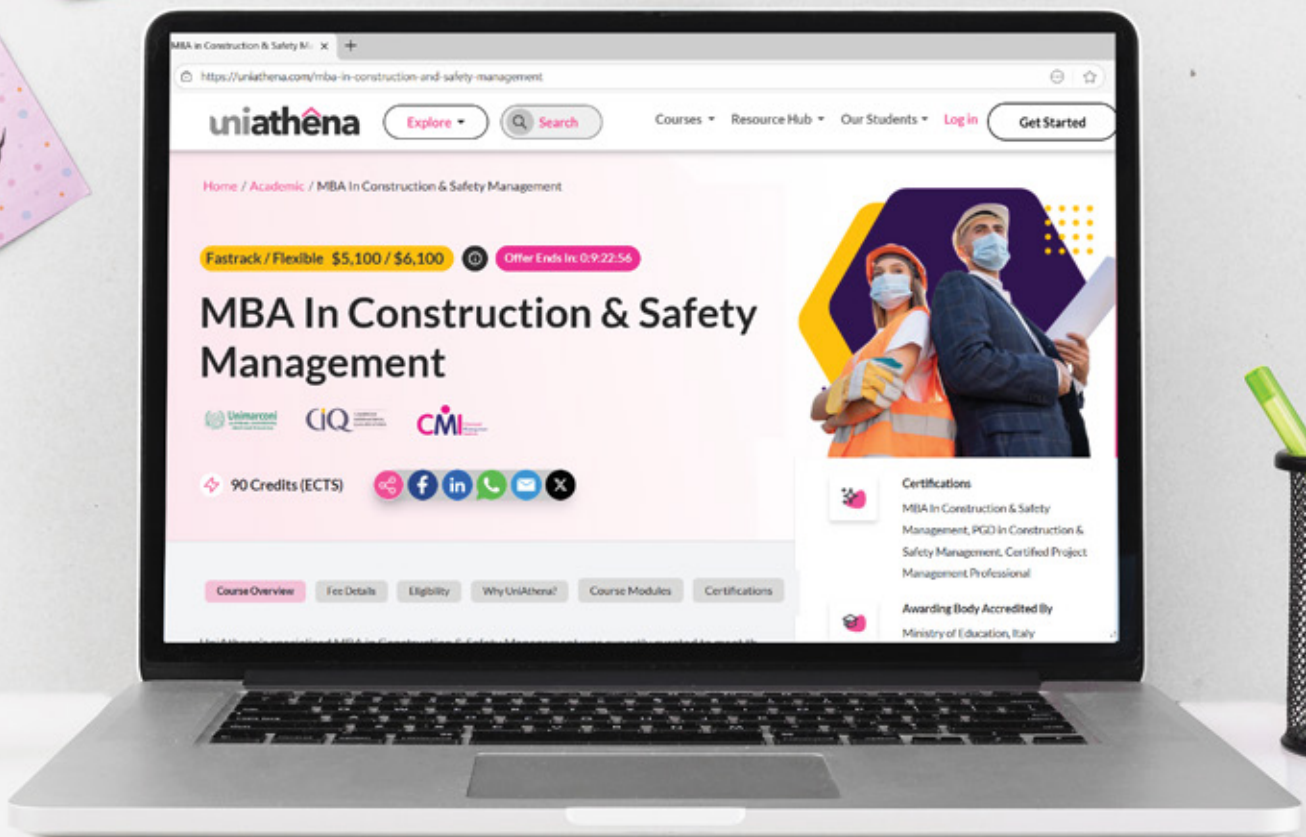 MBA in Construction & Safety M
https://uniathena.com/mba-in-construction-and-safety-management
uniathena
Explore
Search
Courses
Resource Hub
Our Students
Log in
Get Started
Home / Academic / MBA In Construction & Safety Management
Fastrack / Flexible $5,100 / $6,100
Offer Ends In: 0:9:22:56
MBA In Construction & Safety
Management
Unimarconi
CIQ
CMI
90 Credits (ECTS)
Certifications
MBA In Construction & Safety
Management, PGD in Construction &
Safety Management, Certified Project
Management Professional
Course Overview
Fee Details
Eligibility
Why UniAthena?
Course Modules
Certifications
Awarding Body Accredited By
Ministry of Education, Italy